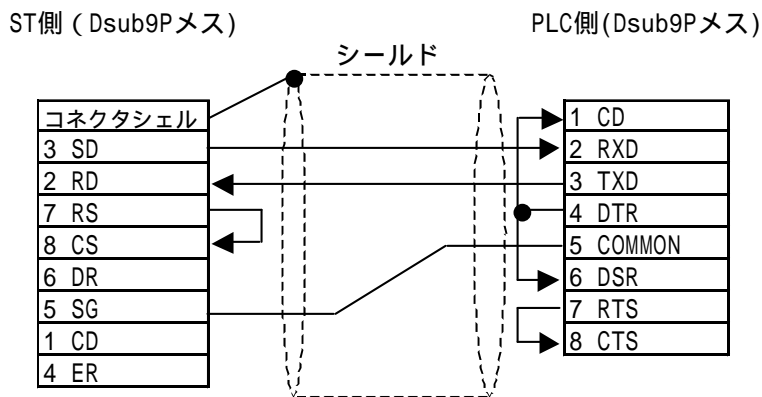 ST側 (Dsub9Pメス)
PLC側(Dsub9Pメス)
シールド
コネクタシェル
3 SD
2 RD
7 RS
8 CS
6 DR
5 SG
1 CD
4 ER
1 CD
2 RXD
3 TXD
4 DTR
5 COMMON
6 DSR
7 RTS
8 CTS